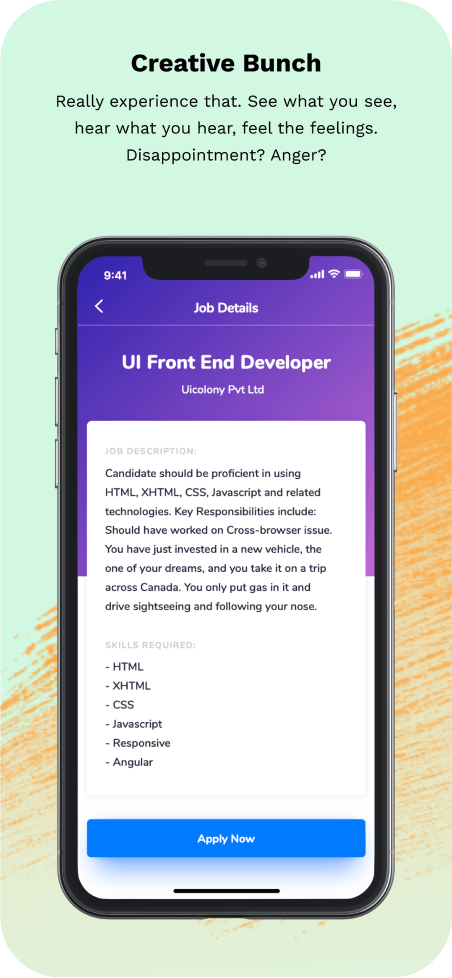 Creative Bunch
Really experience that. See what you see,
hear what you hear, feel the feelings.
Disappointment? Anger?
9:41
Job Details
UI Front End Developer
Uicolony Pvt Ltd
JOB DESCRIPTION:
Candidate should be proficient in using
HTML, XHTML, CSS, Javascript and related
technologies. Key Responsibilities include:
Should have worked on Cross-browser issue.
You have just invested in a new vehicle, the
one of your dreams, and you take it on a trip
across Canada. You only put gas in it and
drive sightseeing and following your nose.
SKILLS REQUIRED:
- HTML
- XHTML
- CSS
- Javascript
- Responsive
- Angular
Apply Now